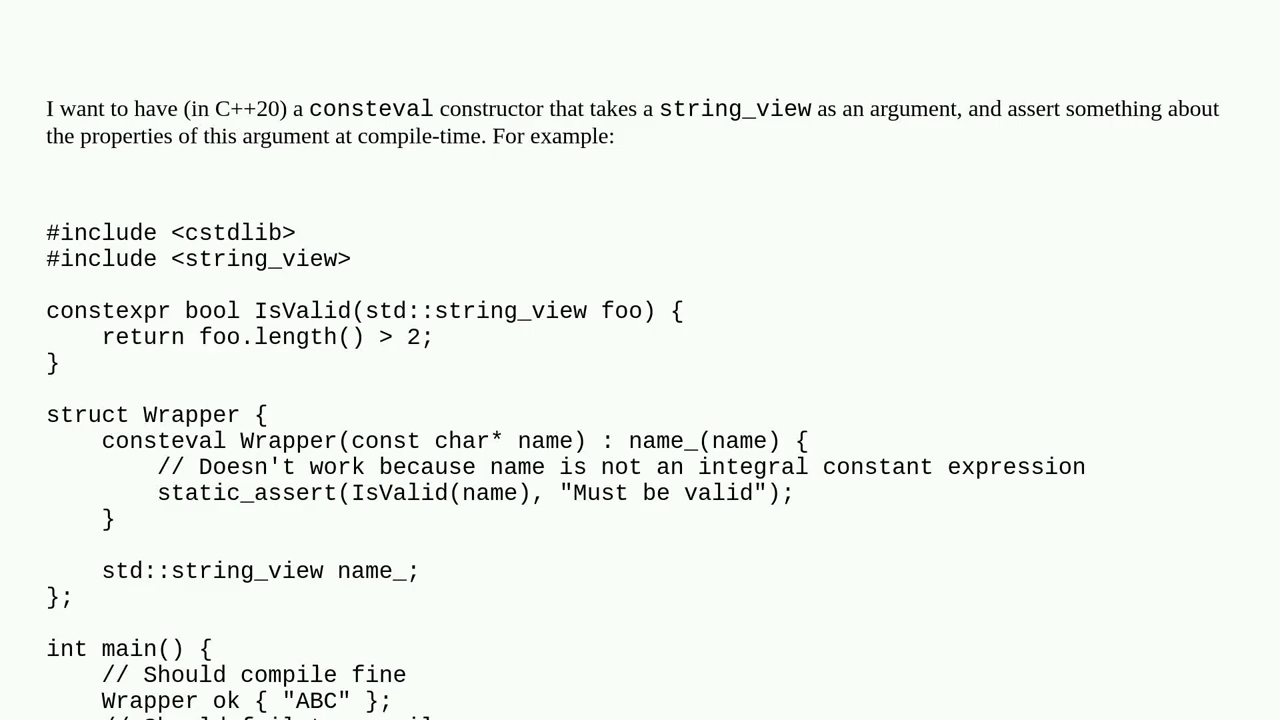 I want to have (in C++20) a consteval constructor that takes a string_view as an argument, and assert something about
the properties of this argument at compile-time. For example:
#include <cstdlib>
#include <string_view>
constexpr bool IsValid(std::string_view foo) {
    return foo.length() > 2;
}
struct Wrapper {
    consteval Wrapper(const char* name) : name_(name) {
        // Doesn't work because name is not an integral constant expression
        static_assert(IsValid(name), "Must be valid");
    }
    std::string_view name_;
};
int main() {
    // Should compile fine
    Wrapper ok { "ABC" };